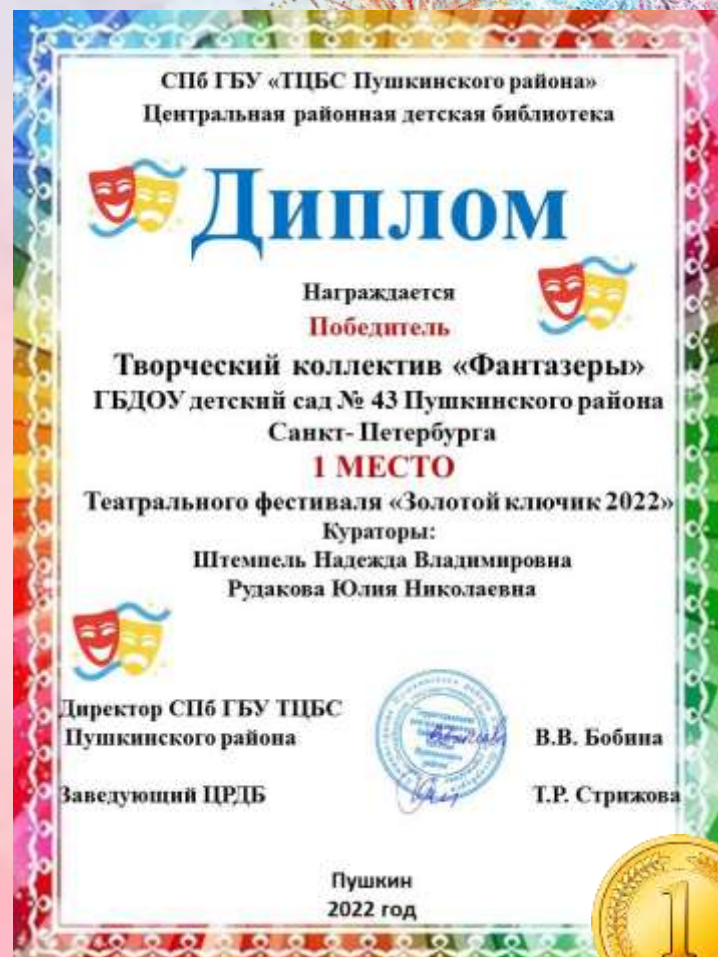 СПб ГБУ «ТЦБС Пушкинского района»
Центральная районная детская библиотека
Диплом
Награждается
Победитель
Творческий коллектив «Фантазеры»
ГБДОУ детский сад № 43 Пушкинского района
Санкт- Петербурга
1 МЕСТО
Театрального фестиваля «Золотой ключик 2022»
Кураторы:
Штемпель Надежда Владимировна
Рудакова Юлия Николаевна
Директор СПб ГБУ ТЦБС
Пушкинского района
В.В. Бобина
Заведующий ЦРДБ
Т.Р. Стрижова
Пушкин
2022 год
1